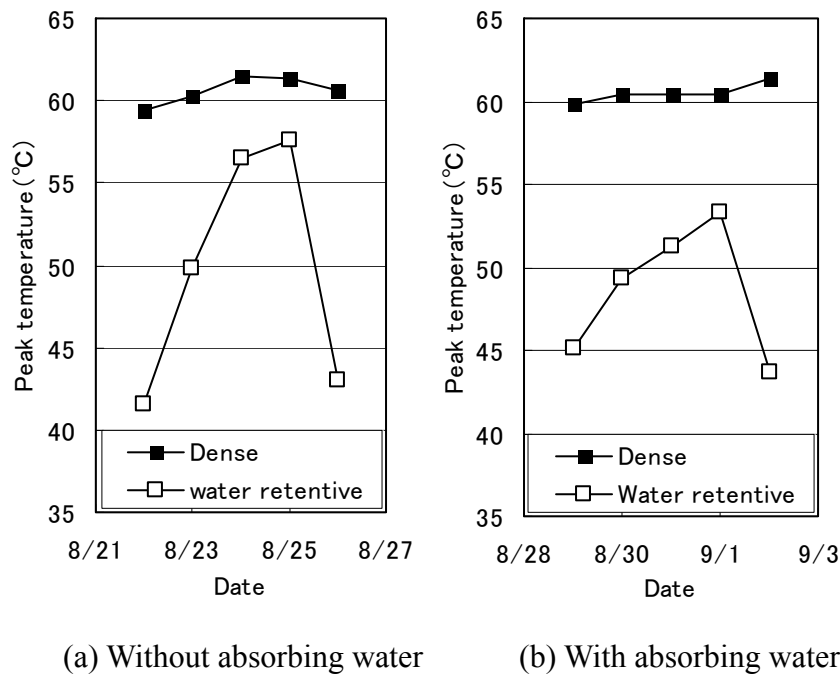 65
60
55
50
45
40
35
Peak temperature(℃)
Dense
water retentive
8/21 8/23 8/25 8/27
Date
(a) Without absorbing water
65
60
55
50
45
40
35
Peak temperature(℃)
Dense
Water retentive
8/28 8/30 9/1 9/3
Date
(b) With absorbing water